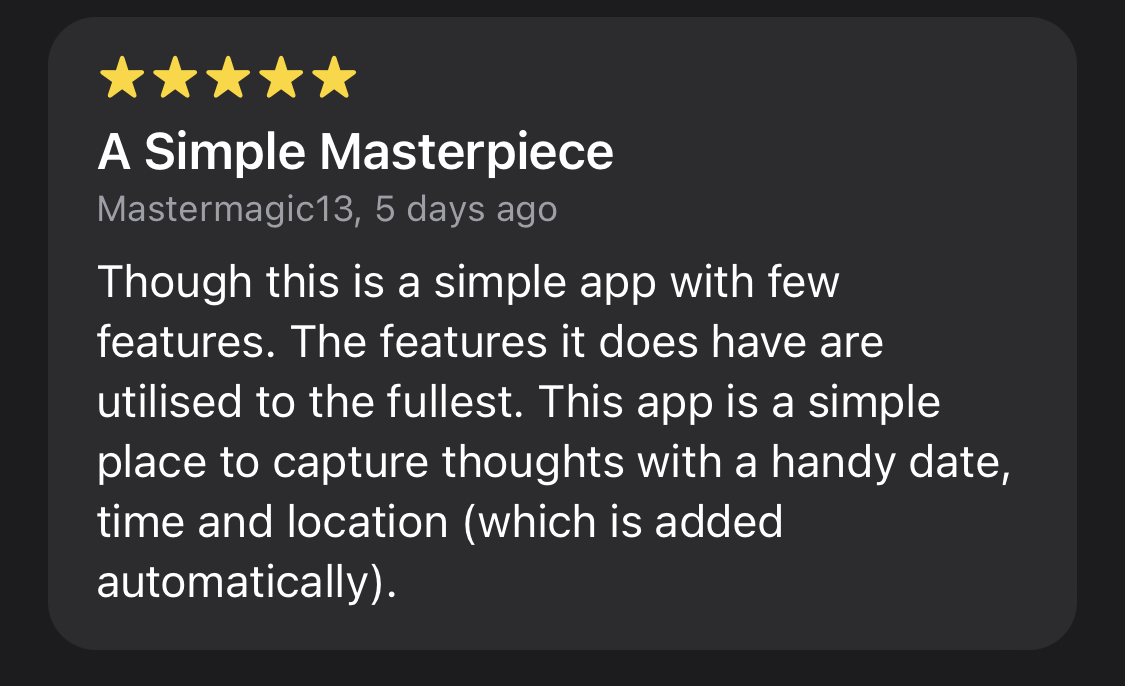 A Simple Masterpiece
Mastermagic13, 5 days ago
Though this is a simple app with few
features. The features it does have are
utilised to the fullest. This app is a simple
place to capture thoughts with a handy date,
time and location (which is added
automatically).